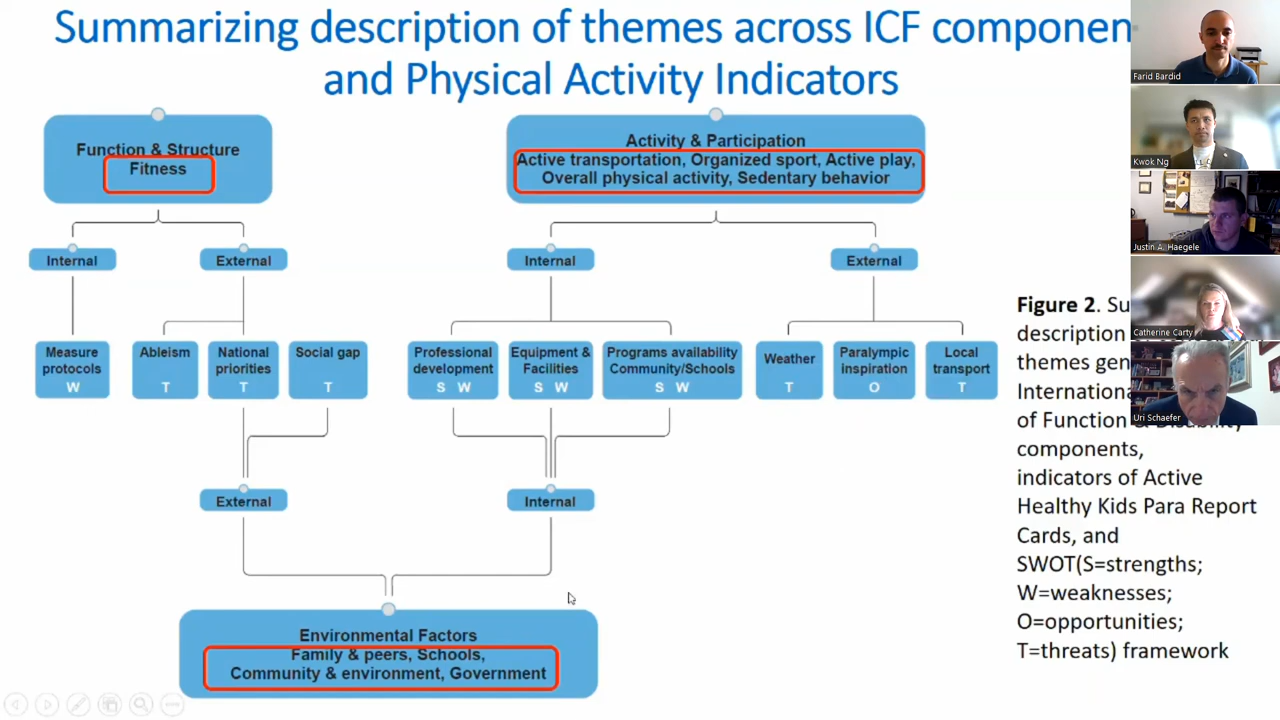 Summarizing description of themes across ICF componen
and Physical Activity Indicators
Function & Structure
Fitness
Activity & Participation
Active transportation, Organized sport, Active play,
Overall physical activity, Sedentary behavior
Internal
External
Internal
External
Measure
protocols
W
Ableism
T
National
priorities
T
Social gap
T
Professional
development
S W
Equipment &
Facilities
S W
Programs availability
Community/Schools
S W
Weather
T
Paralympic
inspiration
O
Local
transport
T
External
Internal
Environmental Factors
Family & peers, Schools,
Community & environment, Government
Figure 2. Su
description
themes gen
International
of Function & Disability
components,
indicators of Active
Healthy Kids Para Report
Cards, and
SWOT(S=strengths;
W=weaknesses;
O=opportunities;
T=threats) framework
Farid Bardid
Kwok Ng
Justin A. Haegele
Catherine Carty
Uri Schaefer